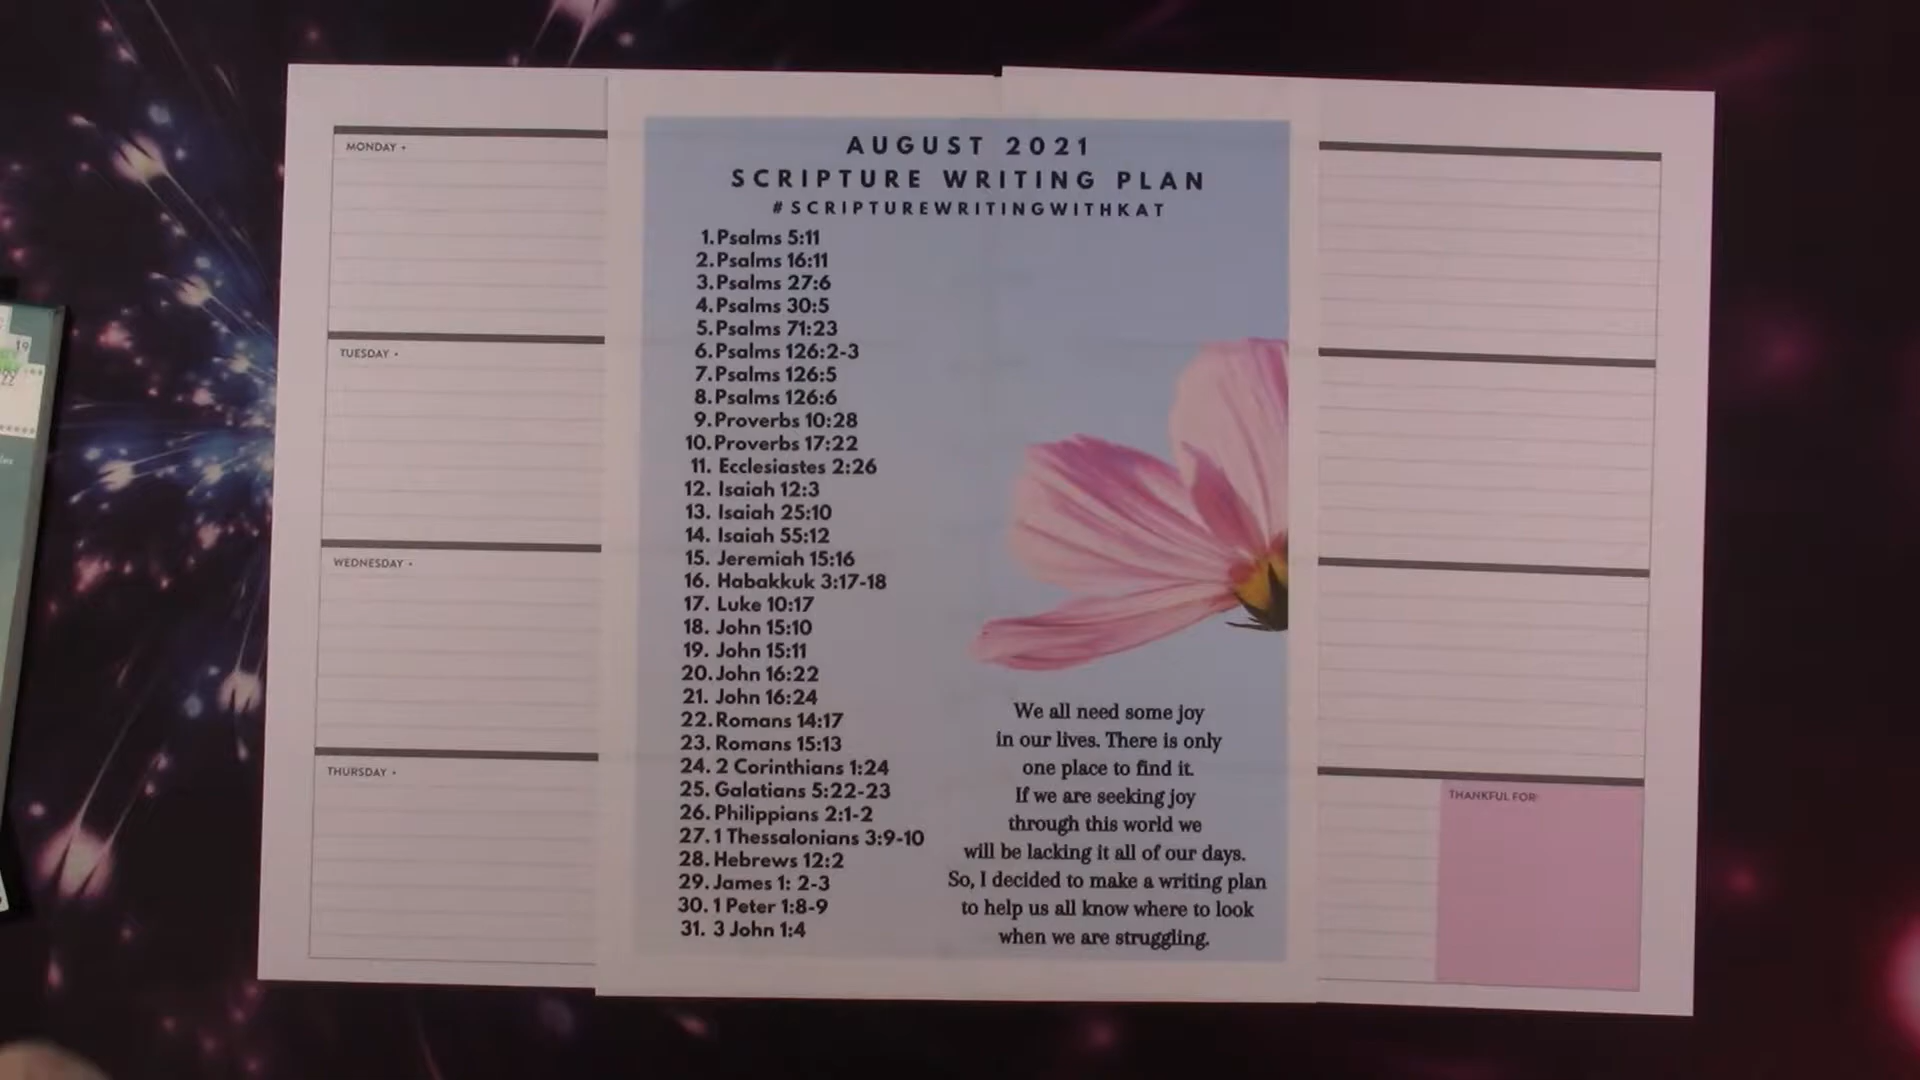 MONDAY •
TUESDAY •
WEDNESDAY •
THURSDAY •
AUGUST 2021
SCRIPTURE WRITING PLAN
#SCRIPTUREWRITINGWITHKAT
1. Psalms 5:11
2. Psalms 16:11
3. Psalms 27:6
4. Psalms 30:5
5. Psalms 71:23
6. Psalms 126:2-3
7. Psalms 126:5
8. Psalms 126:6
9. Proverbs 10:28
10. Proverbs 17:22
11. Ecclesiastes 2:26
12. Isaiah 12:3
13. Isaiah 25:10
14. Isaiah 55:12
15. Jeremiah 15:16
16. Habakkuk 3:17-18
17. Luke 10:17
18. John 15:10
19. John 15:11
20. John 16:22
21. John 16:24
22. Romans 14:17
23. Romans 15:13
24. 2 Corinthians 1:24
25. Galatians 5:22-23
26. Philippians 2:1-2
27. 1 Thessalonians 3:9-10
28. Hebrews 12:2
29. James 1: 2-3
30. 1 Peter 1:8-9
31. 3 John 1:4
We all need some joy
in our lives. There is only
one place to find it.
If we are seeking joy
through this world we
will be lacking it all of our days.
So, I decided to make a writing plan
to help us all know where to look
when we are struggling.
THANKFUL FOR:
19
22